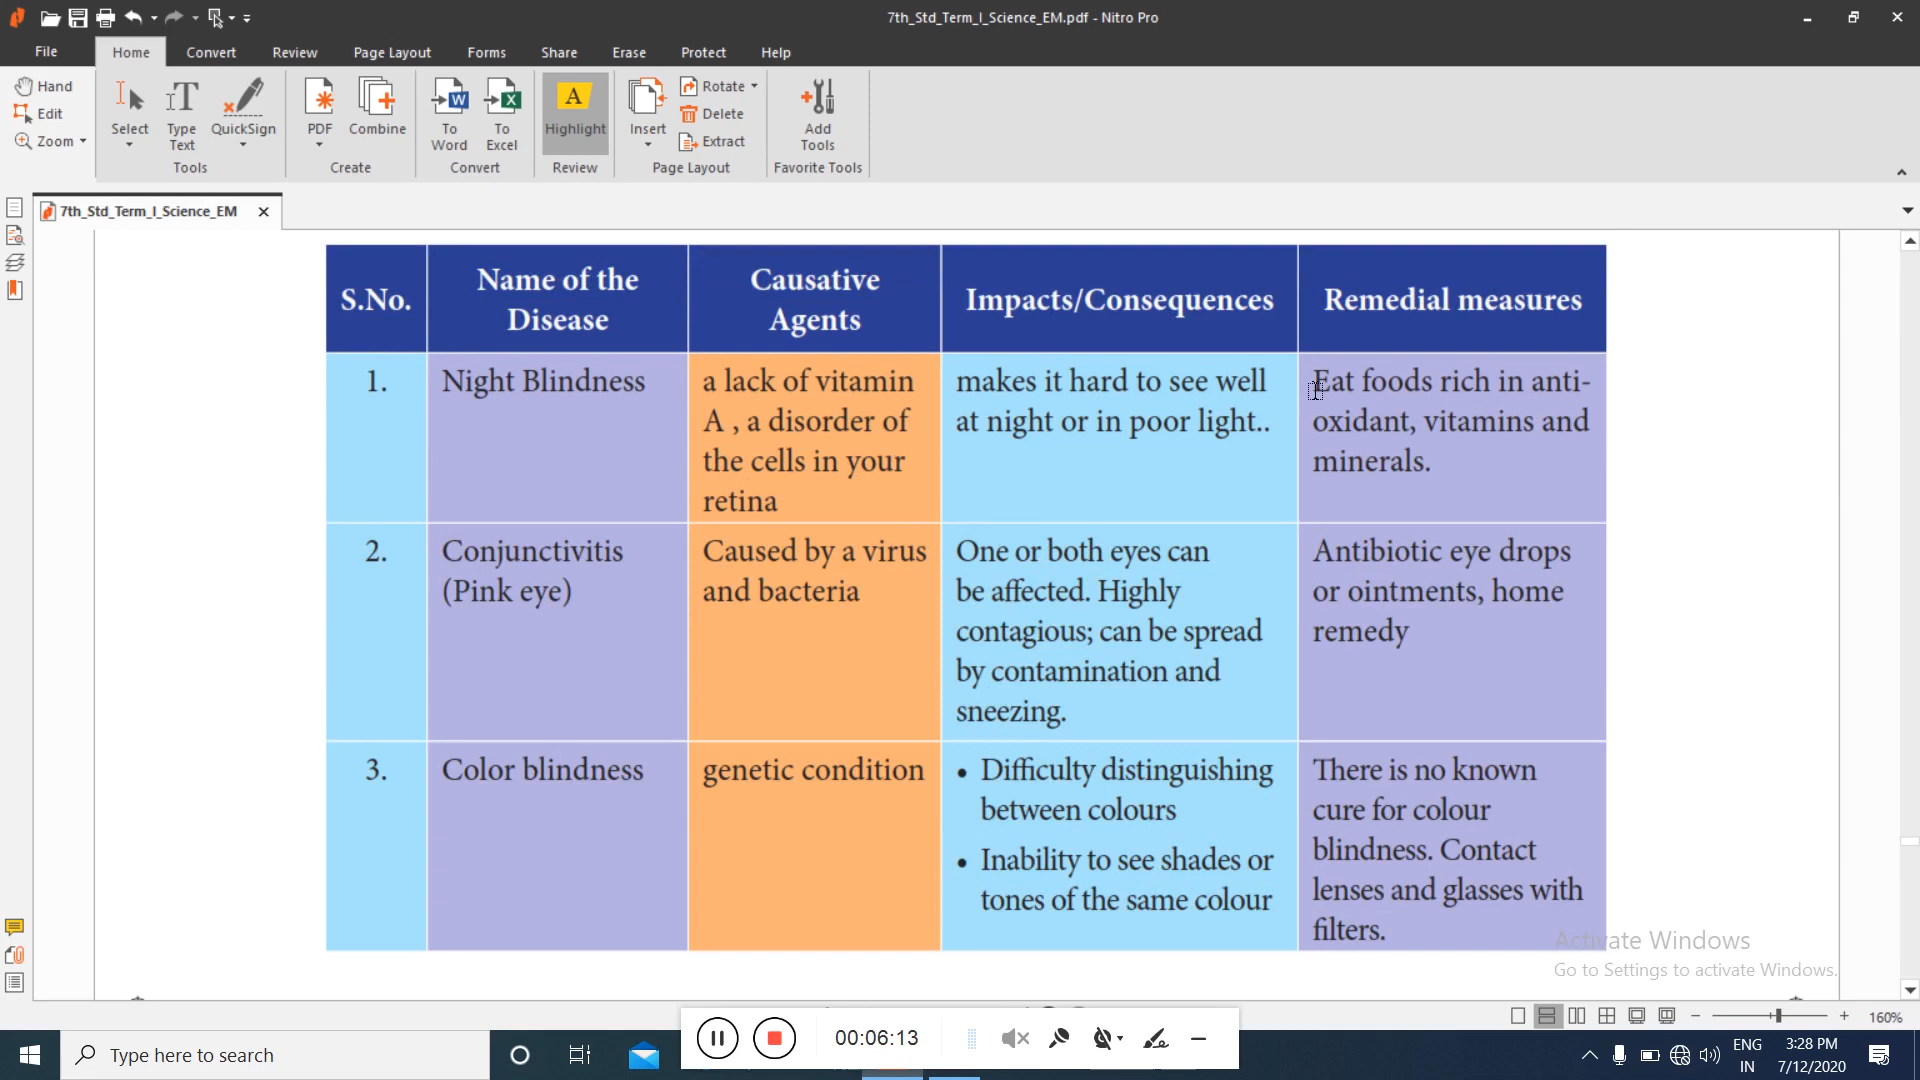 7th_Std_Term_I_Science_EM.pdf - Nitro Pro
File Home Convert Review Page Layout Forms Share Erase Protect Help
Hand
Edit
Zoom
Select
Type Text
QuickSign
Tools
PDF
Combine
Create
To Word
To Excel
Convert
Highlight
Review
Insert
Rotate
Delete
Extract
Page Layout
Add Tools
Favorite Tools
7th_Std_Term_I_Science_EM
S.No.
Name of the
Disease
Causative
Agents
Impacts/Consequences
Remedial measures
1.
Night Blindness
a lack of vitamin
A , a disorder of
the cells in your
retina
makes it hard to see well
at night or in poor light..
Eat foods rich in anti-
oxidant, vitamins and
minerals.
2.
Conjunctivitis
(Pink eye)
Caused by a virus
and bacteria
One or both eyes can
be affected. Highly
contagious; can be spread
by contamination and
sneezing.
Antibiotic eye drops
or ointments, home
remedy
3.
Color blindness
genetic condition
• Difficulty distinguishing
between colours
• Inability to see shades or
tones of the same colour
There is no known
cure for colour
blindness. Contact
lenses and glasses with
filters.
Activate Windows
Go to Settings to activate Windows.
160%
Type here to search
00:06:13
ENG
IN
3:28 PM
7/12/2020